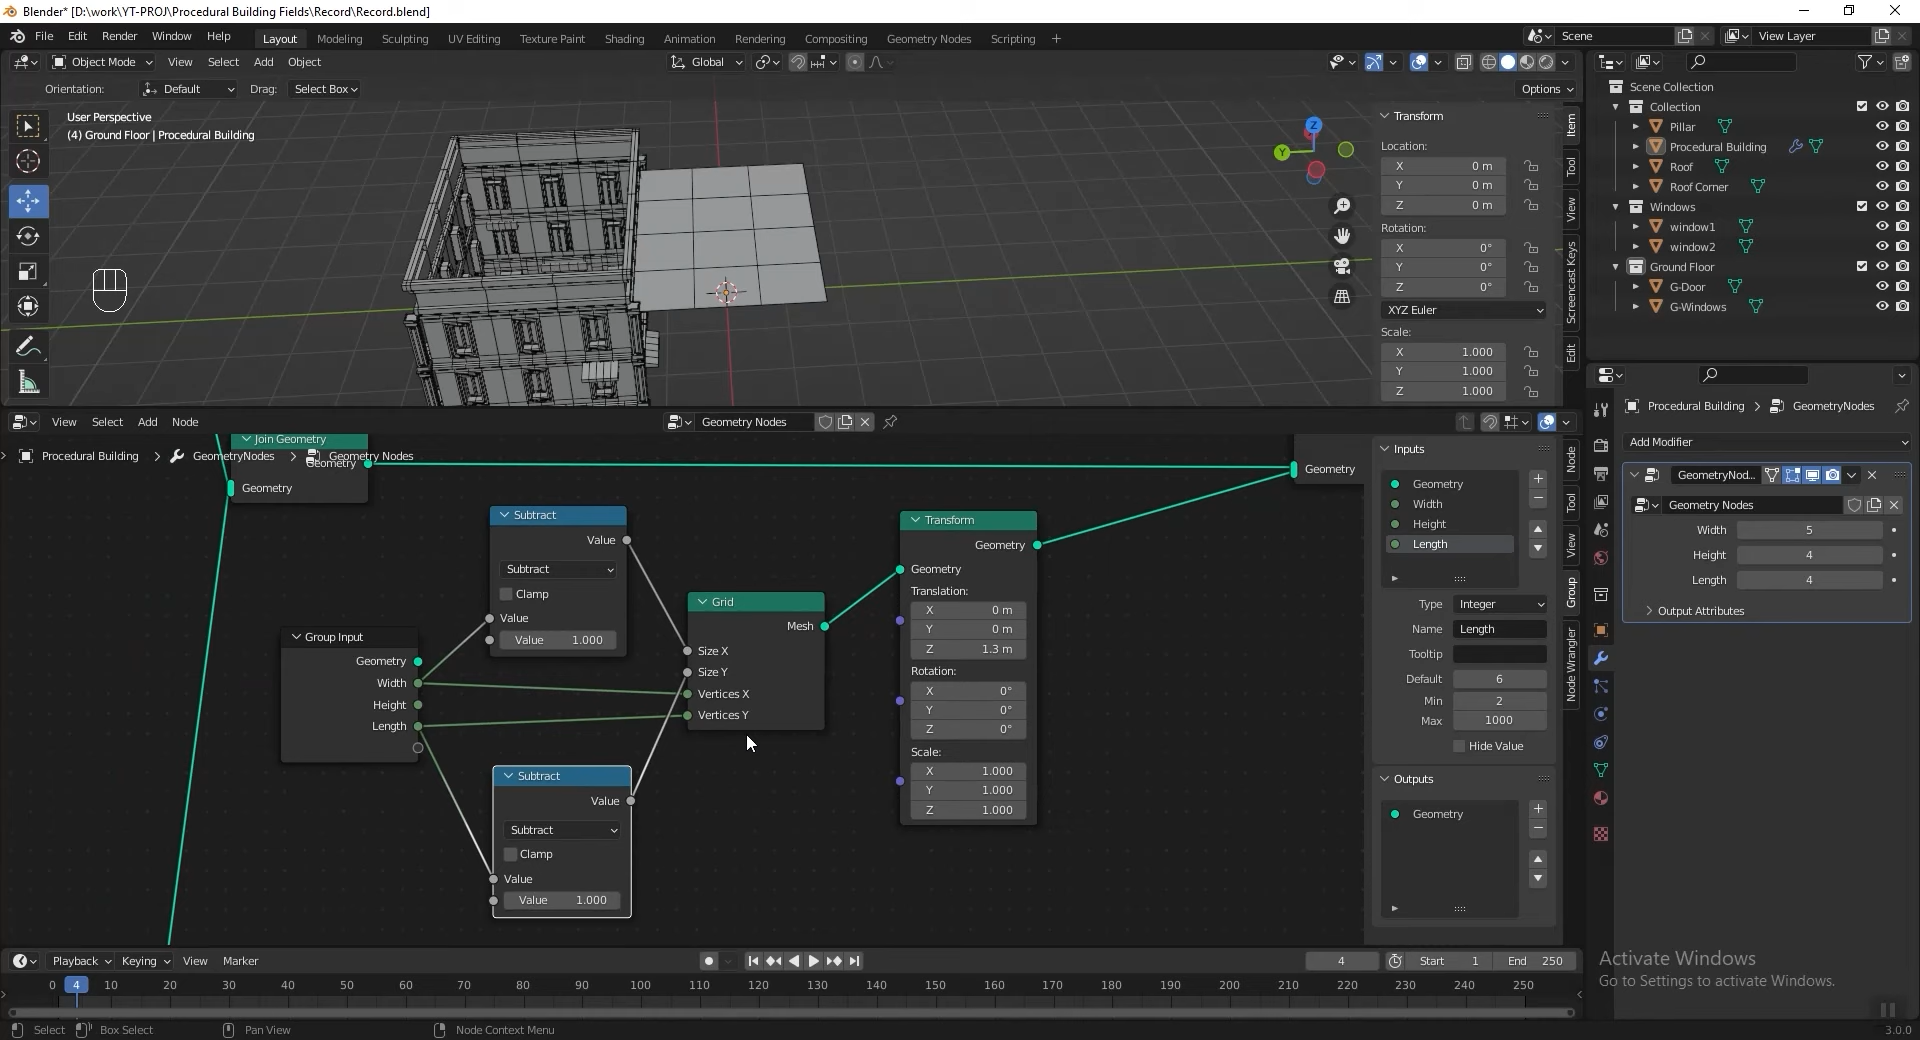 Blender* [D:\work\YT-PROJ\Procedural Building Fields\Record\Record.blend]
File Edit Render Window Help Layout Modeling Sculpting UV Editing Texture Paint Shading Animation Rendering Compositing Geometry Nodes Scripting + Scene View Layer
Object Mode View Select Add Object Global
Orientation: Default Drag: Select Box Options
User Perspective
(4) Ground Floor | Procedural Building
Z
Y
Transform
Location:
X 0 m
Y 0 m
Z 0 m
Rotation:
X 0°
Y 0°
Z 0°
XYZ Euler
Scale:
X 1.000
Y 1.000
Z 1.000
Item
Tool
View
Screencast Keys
Edit
Scene Collection
Collection
Pillar
Procedural Building
Roof
Roof Corner
Windows
window1
window2
Ground Floor
G-Door
G-Windows
View Select Add Node Geometry Nodes
Procedural Building > GeometryNodes > Geometry Nodes
Join Geometry
Geometry
Geometry
Subtract
Value
Subtract
Clamp
Value
Value 1.000
Group Input
Geometry
Width
Height
Length
Grid
Mesh
Size X
Size Y
Vertices X
Vertices Y
Subtract
Value
Subtract
Clamp
Value
Value 1.000
Transform
Geometry
Geometry
Translation:
X 0 m
Y 0 m
Z 1.3 m
Rotation:
X 0°
Y 0°
Z 0°
Scale:
X 1.000
Y 1.000
Z 1.000
Geometry
Inputs
Geometry
Width
Height
Length
Type Integer
Name Length
Tooltip
Default 6
Min 2
Max 1000
Hide Value
Outputs
Geometry
Node
Tool
View
Group
Node Wrangler
Procedural Building > GeometryNodes
Add Modifier
GeometryNod...
Geometry Nodes
Width 5
Height 4
Length 4
Output Attributes
Playback Keying View Marker 4 Start 1 End 250
0 4 10 20 30 40 50 60 70 80 90 100 110 120 130 140 150 160 170 180 190 200 210 220 230 240 250
Activate Windows
Go to Settings to activate Windows.
Select Box Select Pan View Node Context Menu 3.0.0